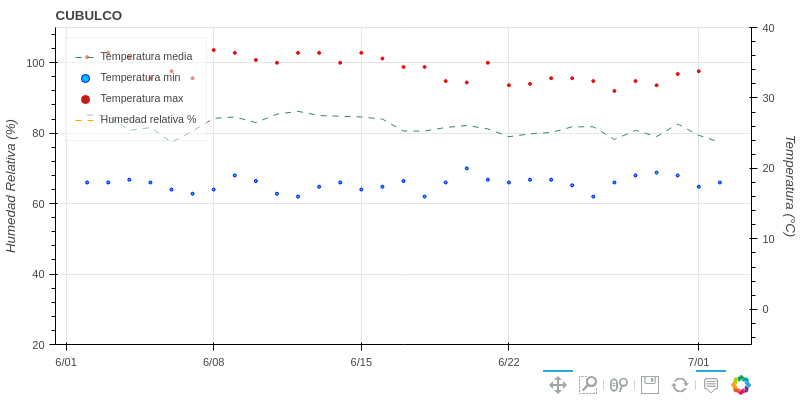 CUBULCO
Temperatura media
Temperatura min
Temperatura max
Humedad relativa %
Humedad Relativa (%)
100
80
60
40
20
Temperatura (°C)
40
30
20
10
0
6/01
6/08
6/15
6/22
7/01